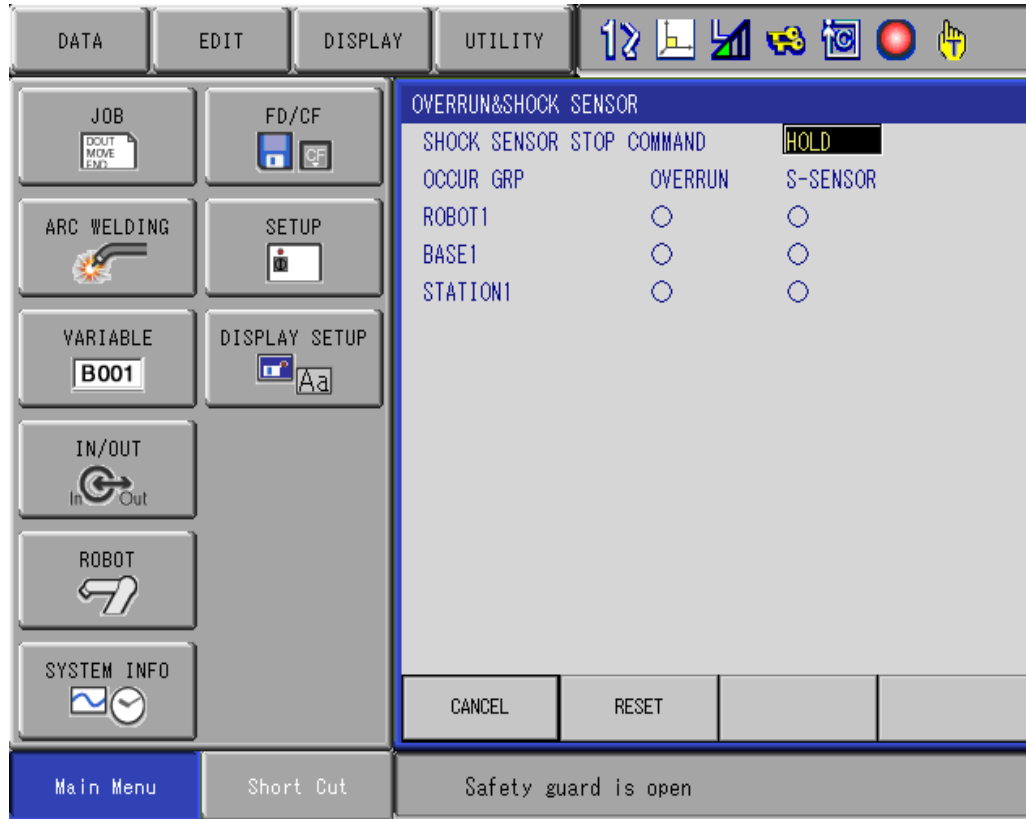 DATA EDIT DISPLAY UTILITY
JOB
DOUT
MOVE
END
FD/CF
CF
ARC WELDING
SETUP
VARIABLE
B001
DISPLAY SETUP
Aa
IN/OUT
In Out
ROBOT
SYSTEM INFO
OVERRUN&SHOCK SENSOR
SHOCK SENSOR STOP COMMAND HOLD
OCCUR GRP OVERRUN S-SENSOR
ROBOT1
BASE1
STATION1
CANCEL RESET
Main Menu Short Cut Safety guard is open